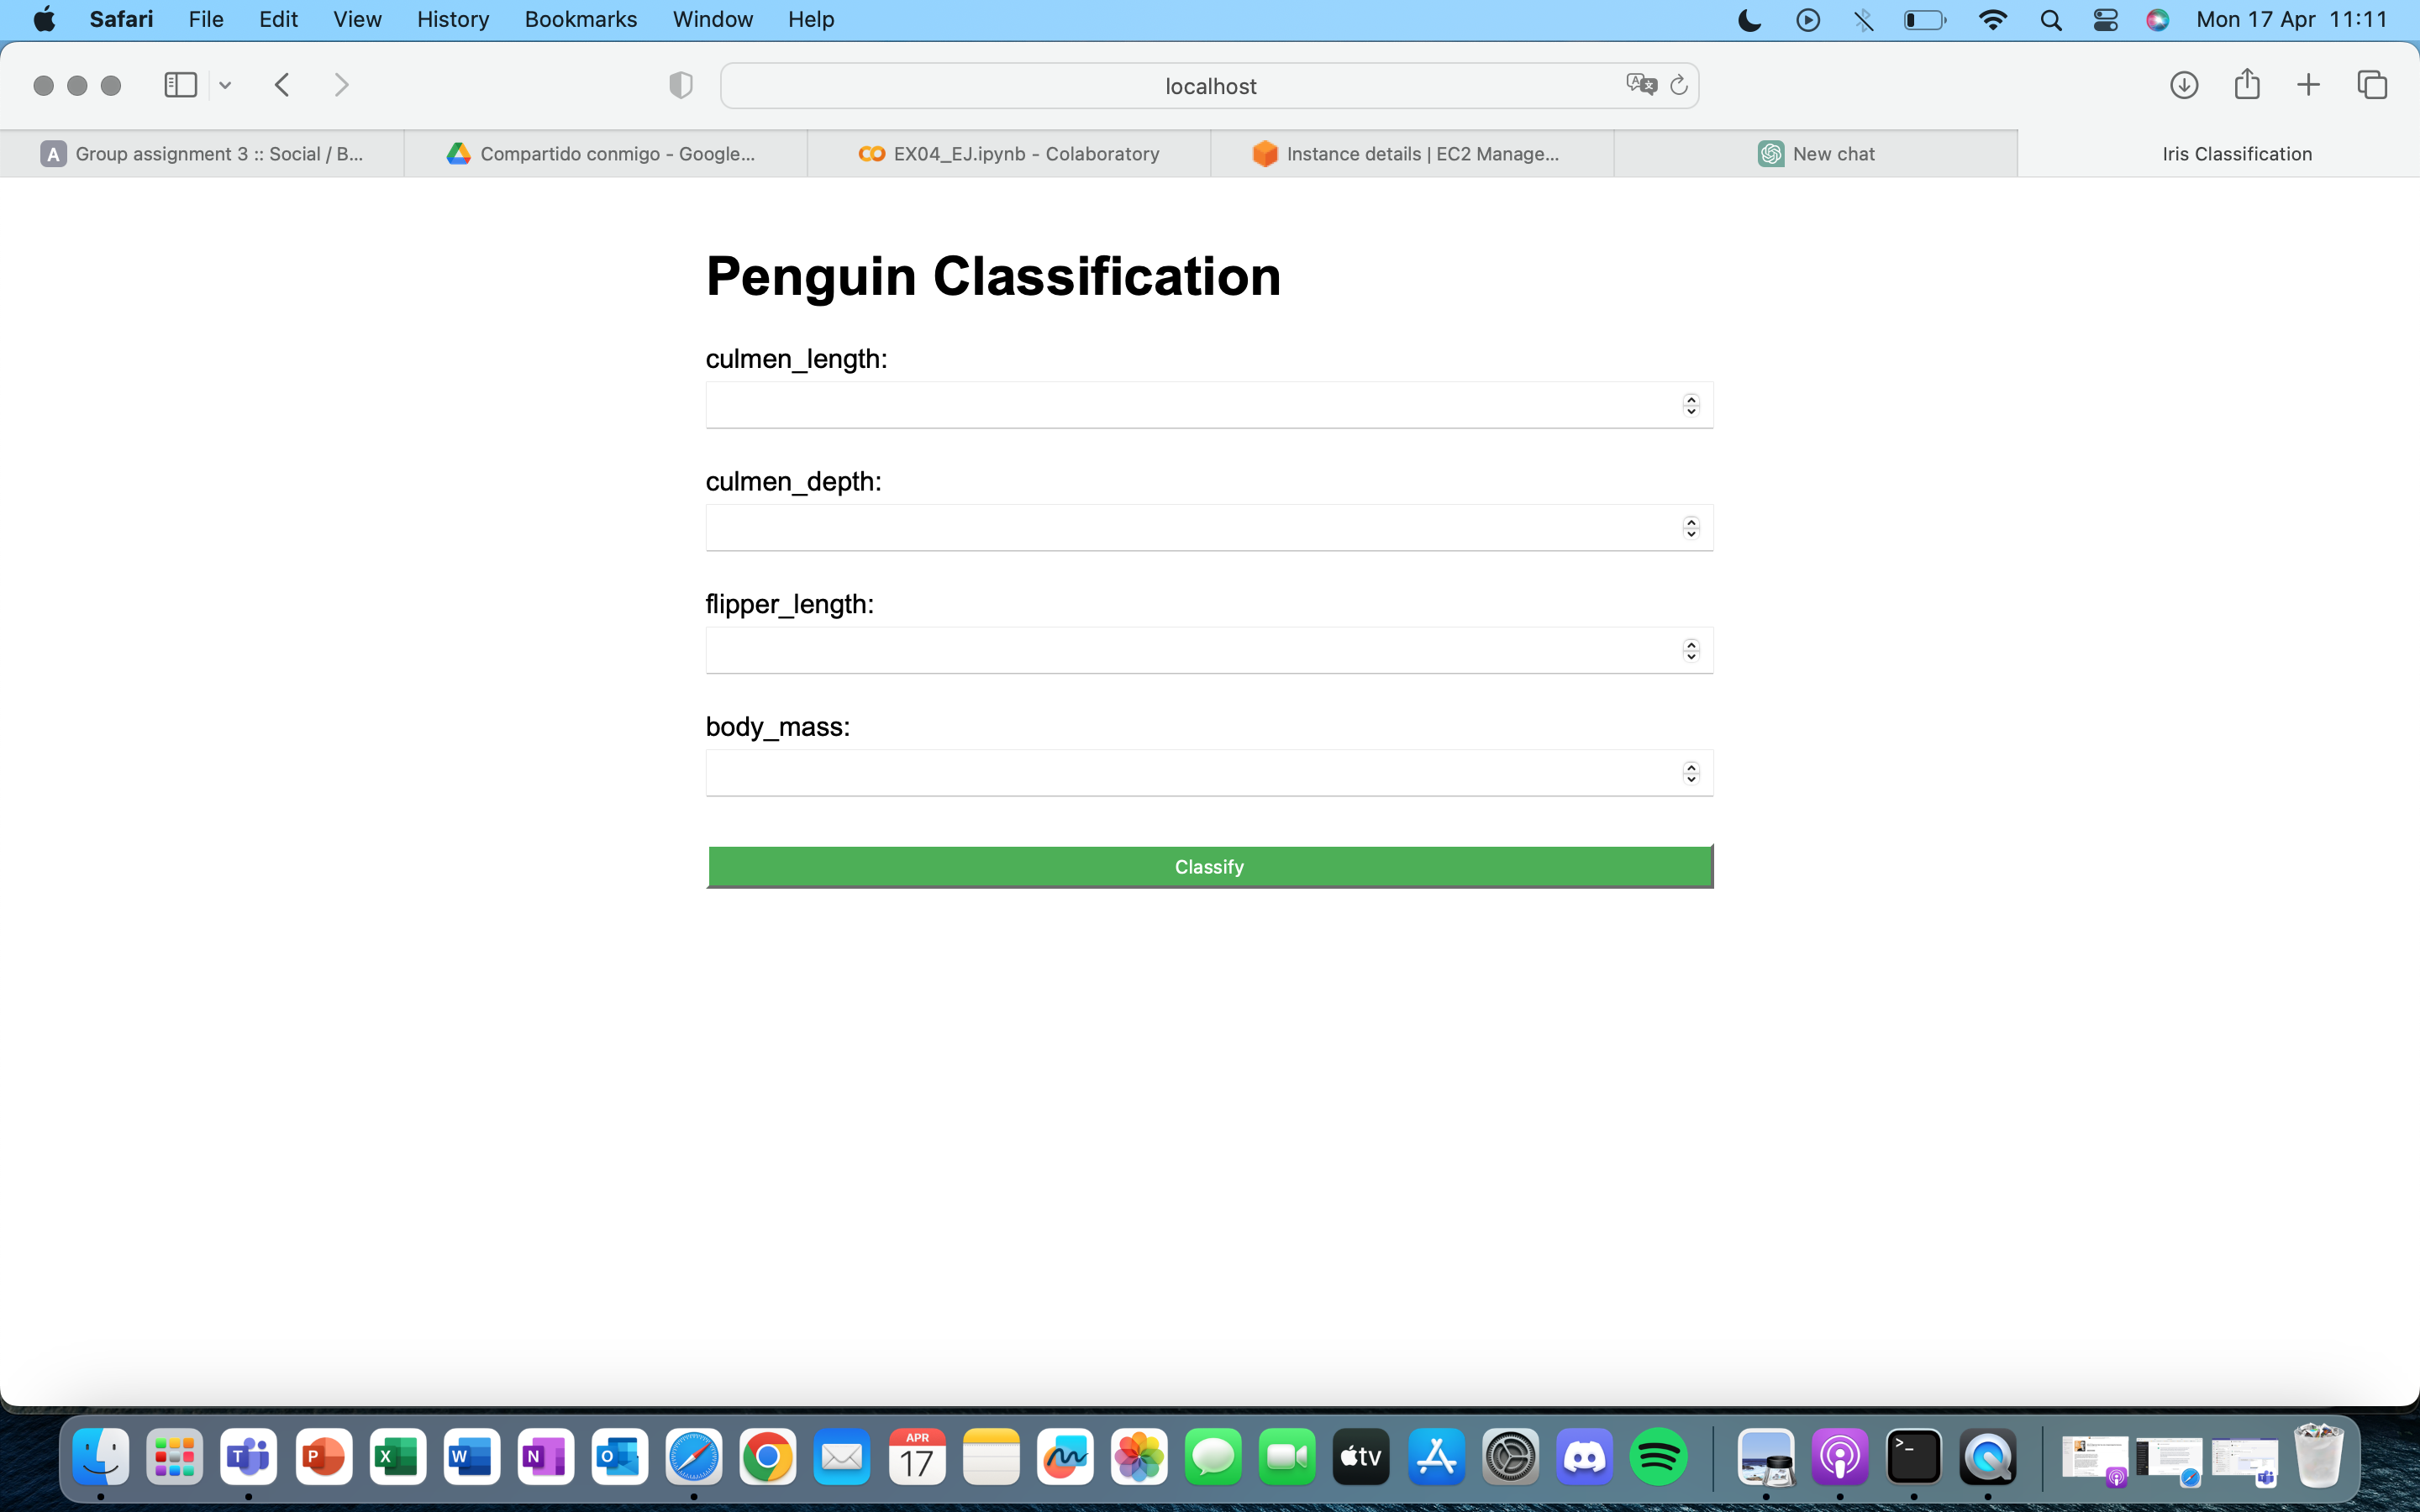 Safari File Edit View History Bookmarks Window Help Mon 17 Apr 11:11
localhost
A Group assignment 3 :: Social / B... Compartido conmigo - Google... EX04_EJ.ipynb - Colaboratory Instance details | EC2 Manage... New chat Iris Classification
Penguin Classification
culmen_length:
culmen_depth:
flipper_length:
body_mass:
Classify
APR
17
tv